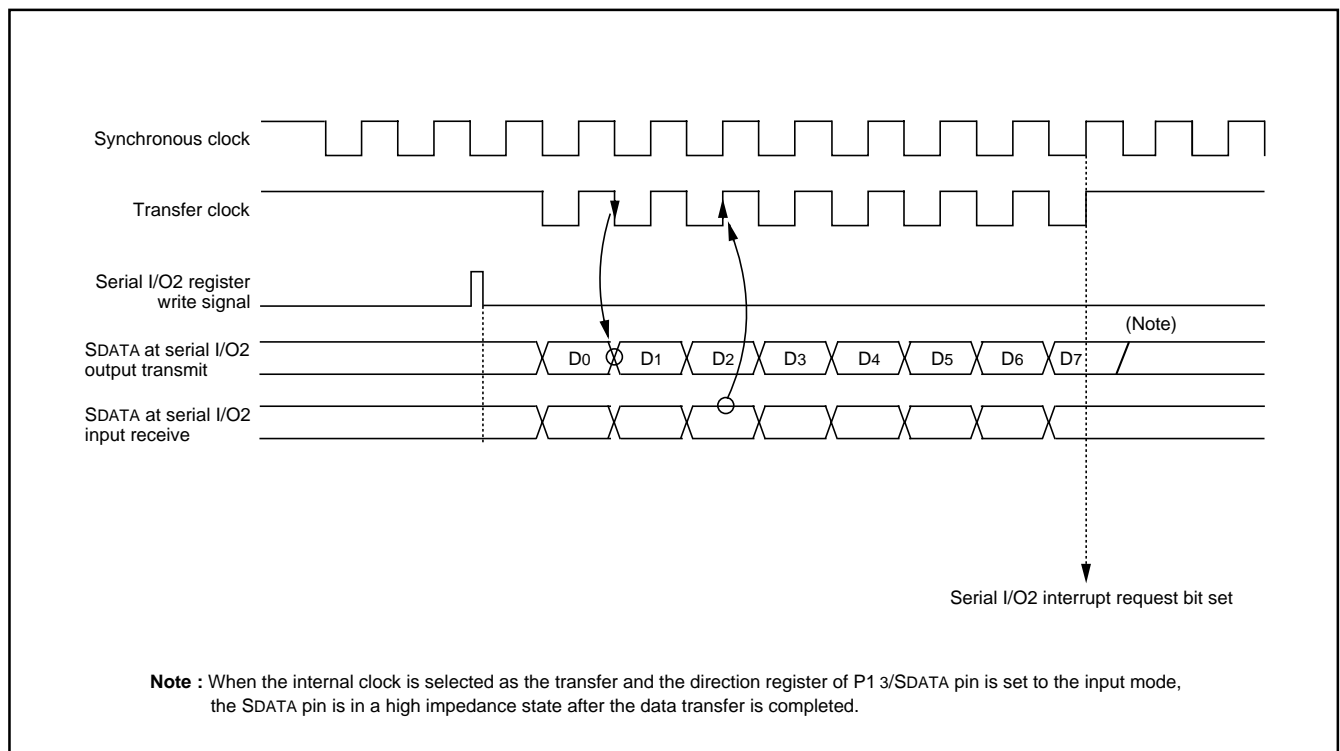 Synchronous clock
Transfer clock
Serial I/O2 register
write signal
(Note)
SDATA at serial I/O2
output transmit
D0 D1 D2 D3 D4 D5 D6 D7
SDATA at serial I/O2
input receive
Serial I/O2 interrupt request bit set
Note : When the internal clock is selected as the transfer and the direction register of P1 3/SDATA pin is set to the input mode,
the SDATA pin is in a high impedance state after the data transfer is completed.